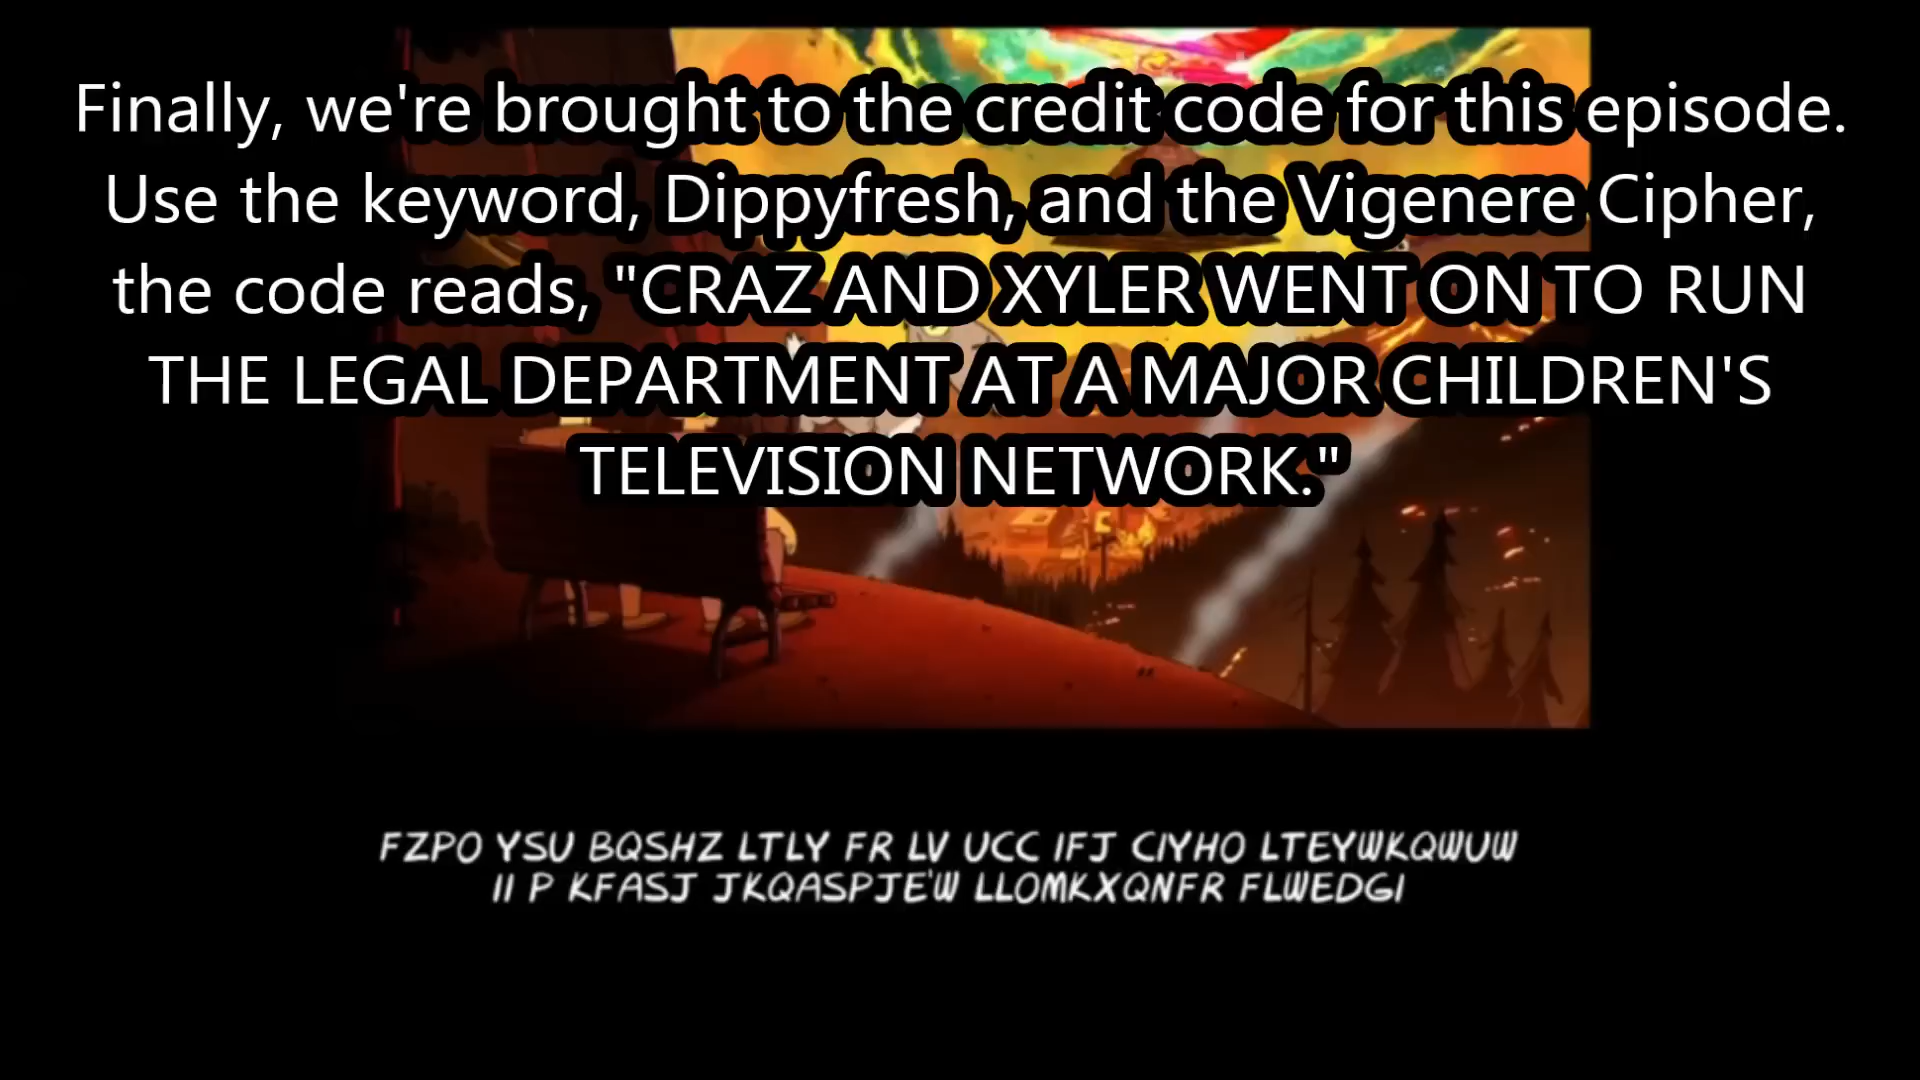 Finally, we're brought to the credit code for this episode.
Use the keyword, Dippyfresh, and the Vigenere Cipher,
the code reads, "CRAZ AND XYLER WENT ON TO RUN
THE LEGAL DEPARTMENT AT A MAJOR CHILDREN'S
TELEVISION NETWORK."
FZPO YSU BQSHZ LTLY FR LV UCC IFJ CIYHO LTEYWKQWUW
II P KFASJ JKQASPJE'W LLOMKXQNFR FLWEDGI